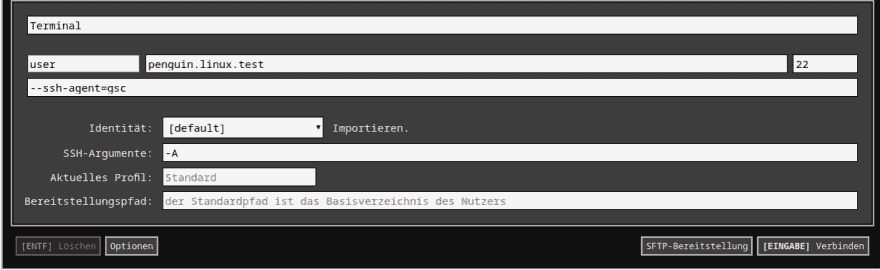 Terminal
user penguin.linux.test 22
--ssh-agent=gsc
Identität: [default] Importieren.
SSH-Argumente: -A
Aktuelles Profil: Standard
Bereitstellungspfad: der Standardpfad ist das Basisverzeichnis des Nutzers
[ENTF] Löschen Optionen SFTP-Bereitstellung [EINGABE] Verbinden